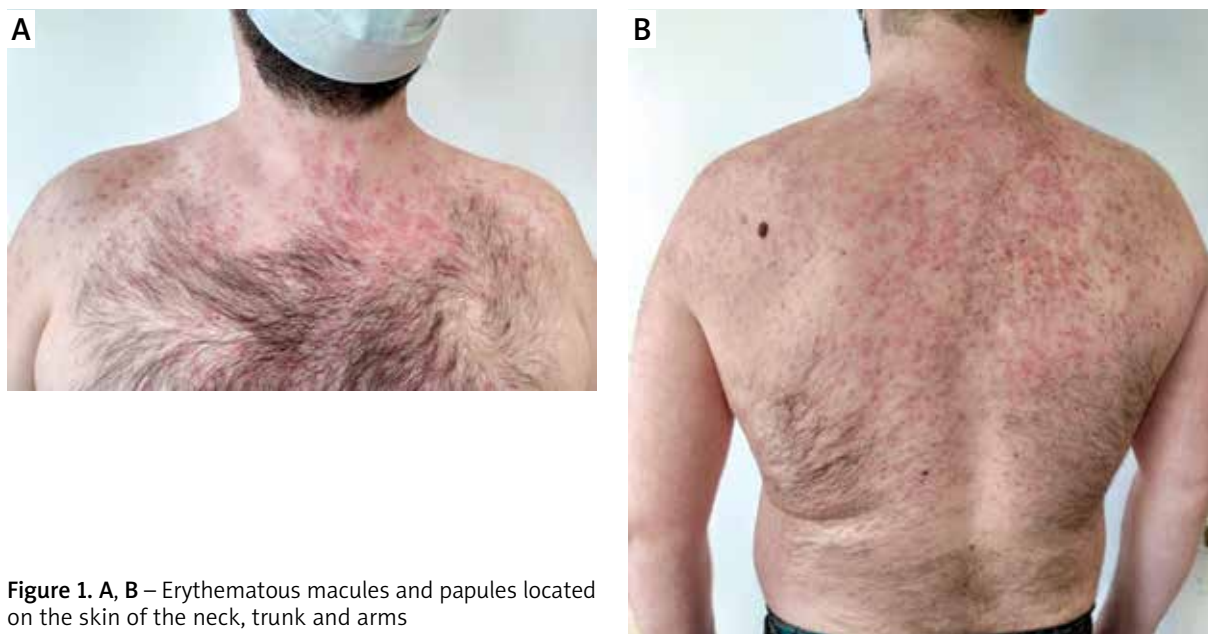 A
B
Figure 1. A, B – Erythematous macules and papules located
on the skin of the neck, trunk and arms